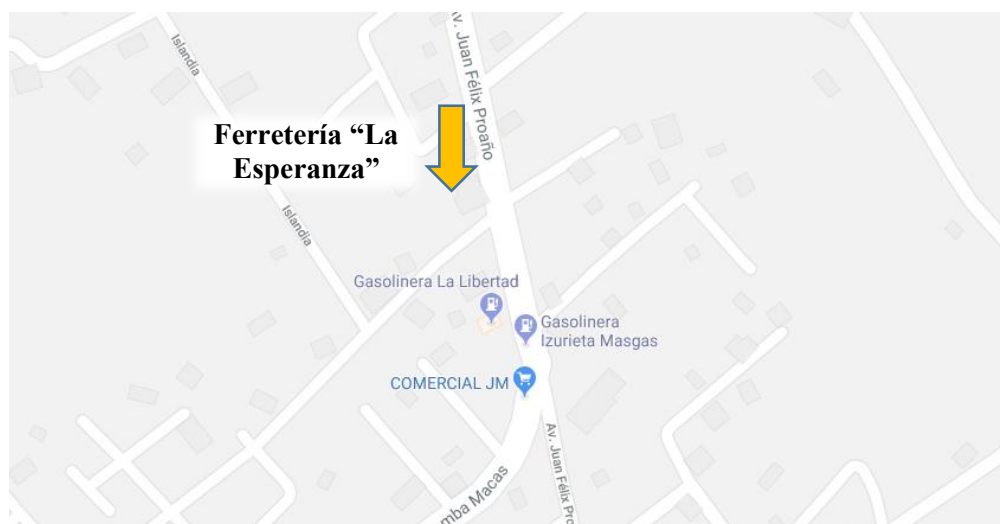 Islandia
v. Juan Félix Proaño
Ferretería “La
Esperanza”
Islandia
Gasolinera La Libertad
Gasolinera
Izurieta Masgas
COMERCIAL JM
Av. Juan Félix Pro
mba Macas